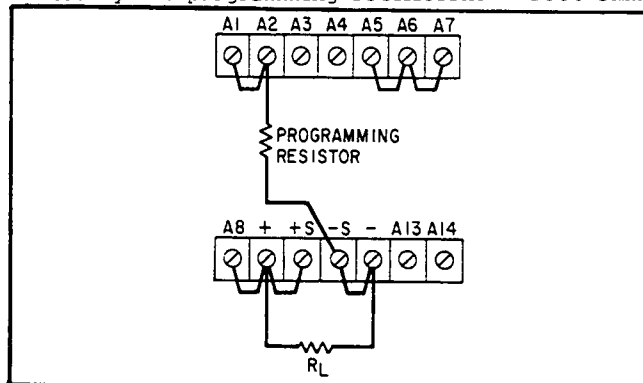 A1 A2 A3 A4 A5 A6 A7
PROGRAMMING
RESISTOR
A8 + +S -S - A13 A14
RL